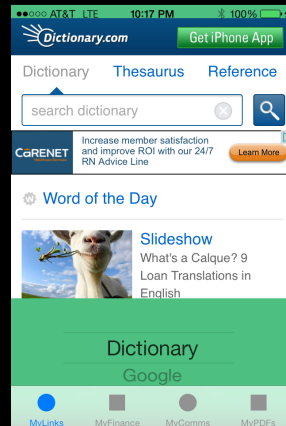 AT&T LTE 10:17 PM 100%
Dictionary.com
Get iPhone App
Dictionary Thesaurus Reference
search dictionary
CARENET
Increase member satisfaction
and improve ROI with our 24/7
RN Advice Line
Learn More
Word of the Day
Slideshow
What's a Calque? 9
Loan Translations in
English
Dictionary
Google
MyLinks MyFinance MyComms MyPDFs